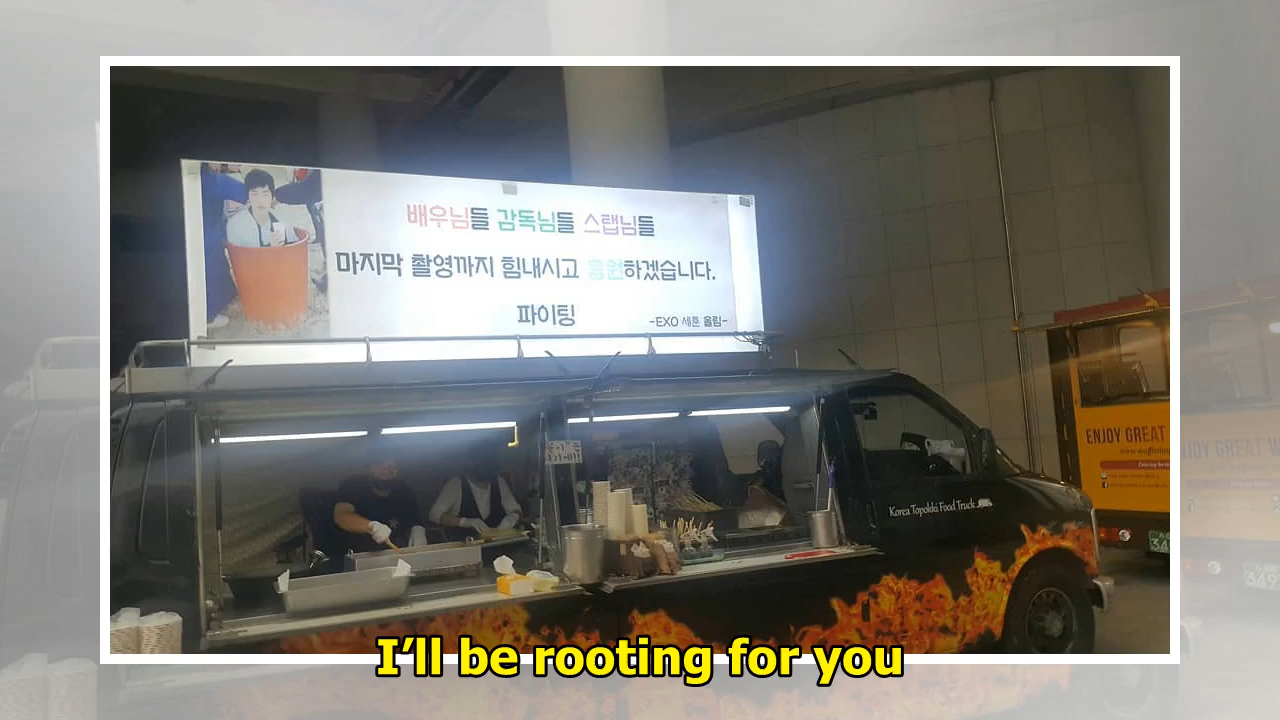 배우님들 감독님들 스탭님들
마지막 촬영까지 힘내시고 응원하겠습니다.
파이팅
-EXO 세훈 올림-
Korea Topokki Food Truck
ENJOY GREAT
I'll be rooting for you